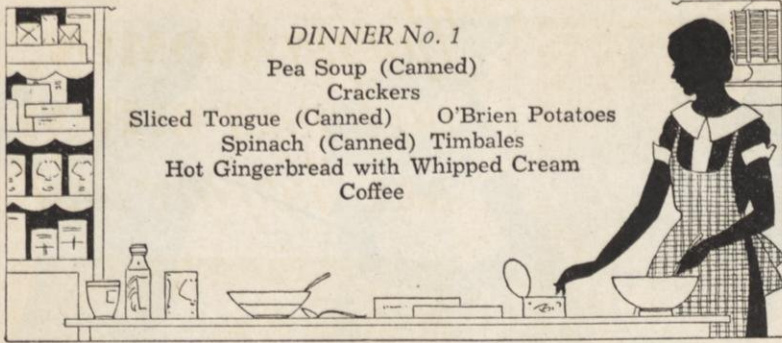 DINNER No. 1
Pea Soup (Canned)
Crackers
Sliced Tongue (Canned) O'Brien Potatoes
Spinach (Canned) Timbales
Hot Gingerbread with Whipped Cream
Coffee